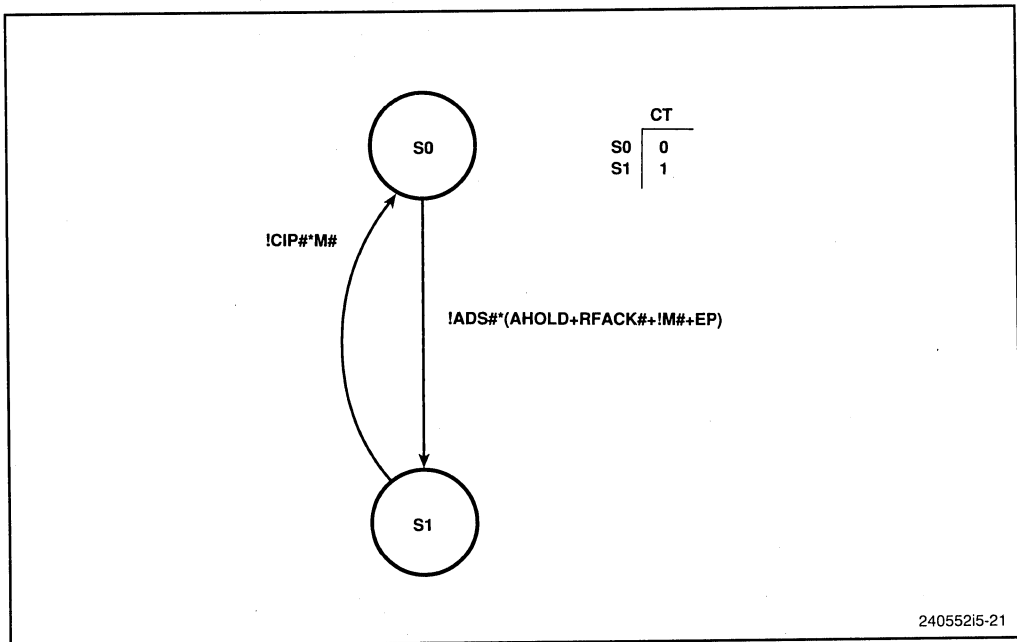 S0
CT
S0 0
S1 1
!CIP#*M#
!ADS#*(AHOLD+RFACK#+!M#+EP)
S1
240552i5-21